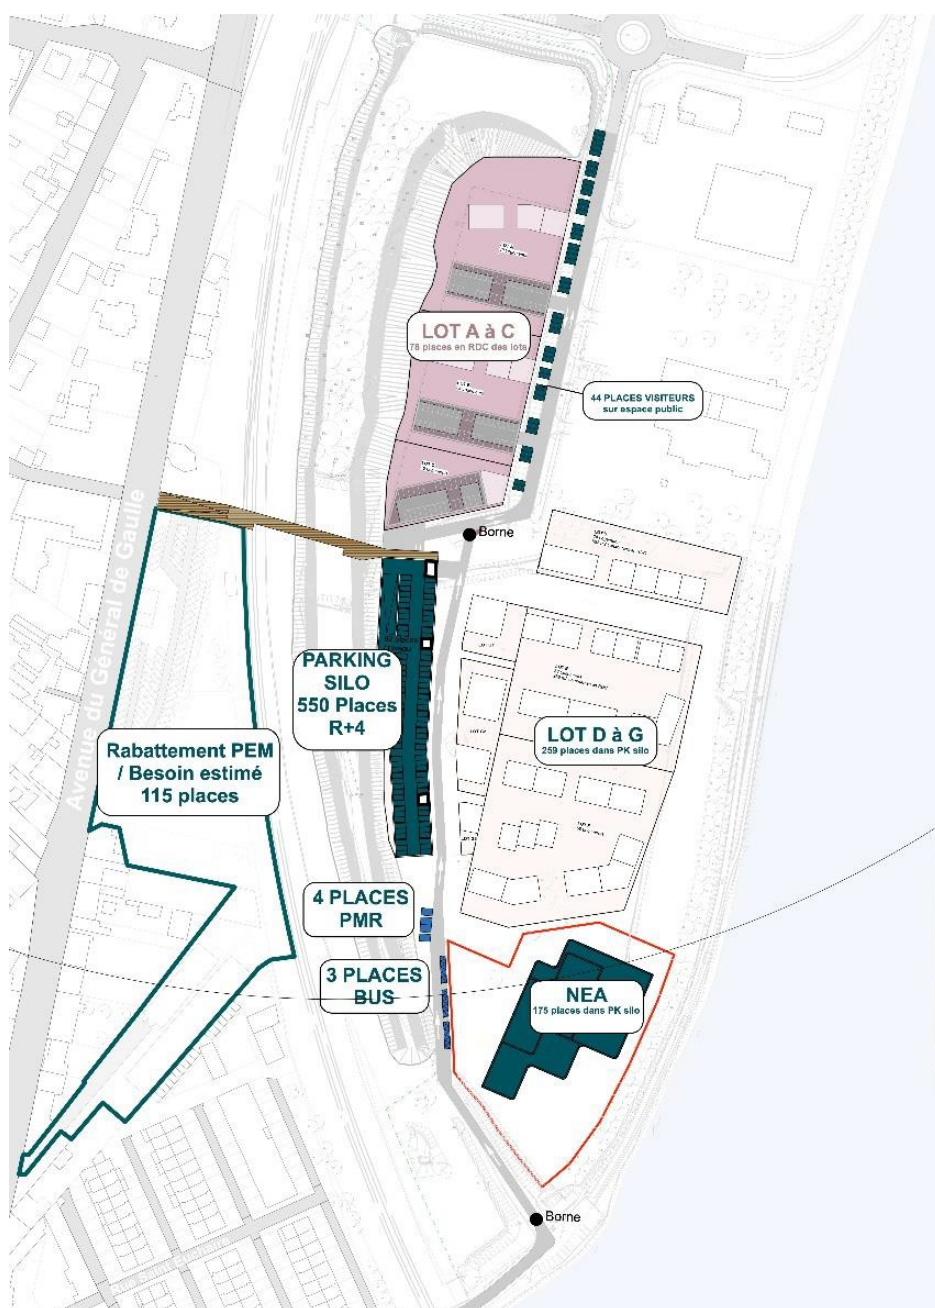 LOT A à C
78 places en RDC des lots
44 PLACES VISITEURS
sur espace public
Avenue du Général de Gaulle
Borne
PARKING
SILO
550 Places
R+4
LOT D à G
259 places dans PK silo
Rabattement PEM
/ Besoin estimé
115 places
4 PLACES
PMR
3 PLACES
BUS
NEA
175 places dans PK silo
Borne